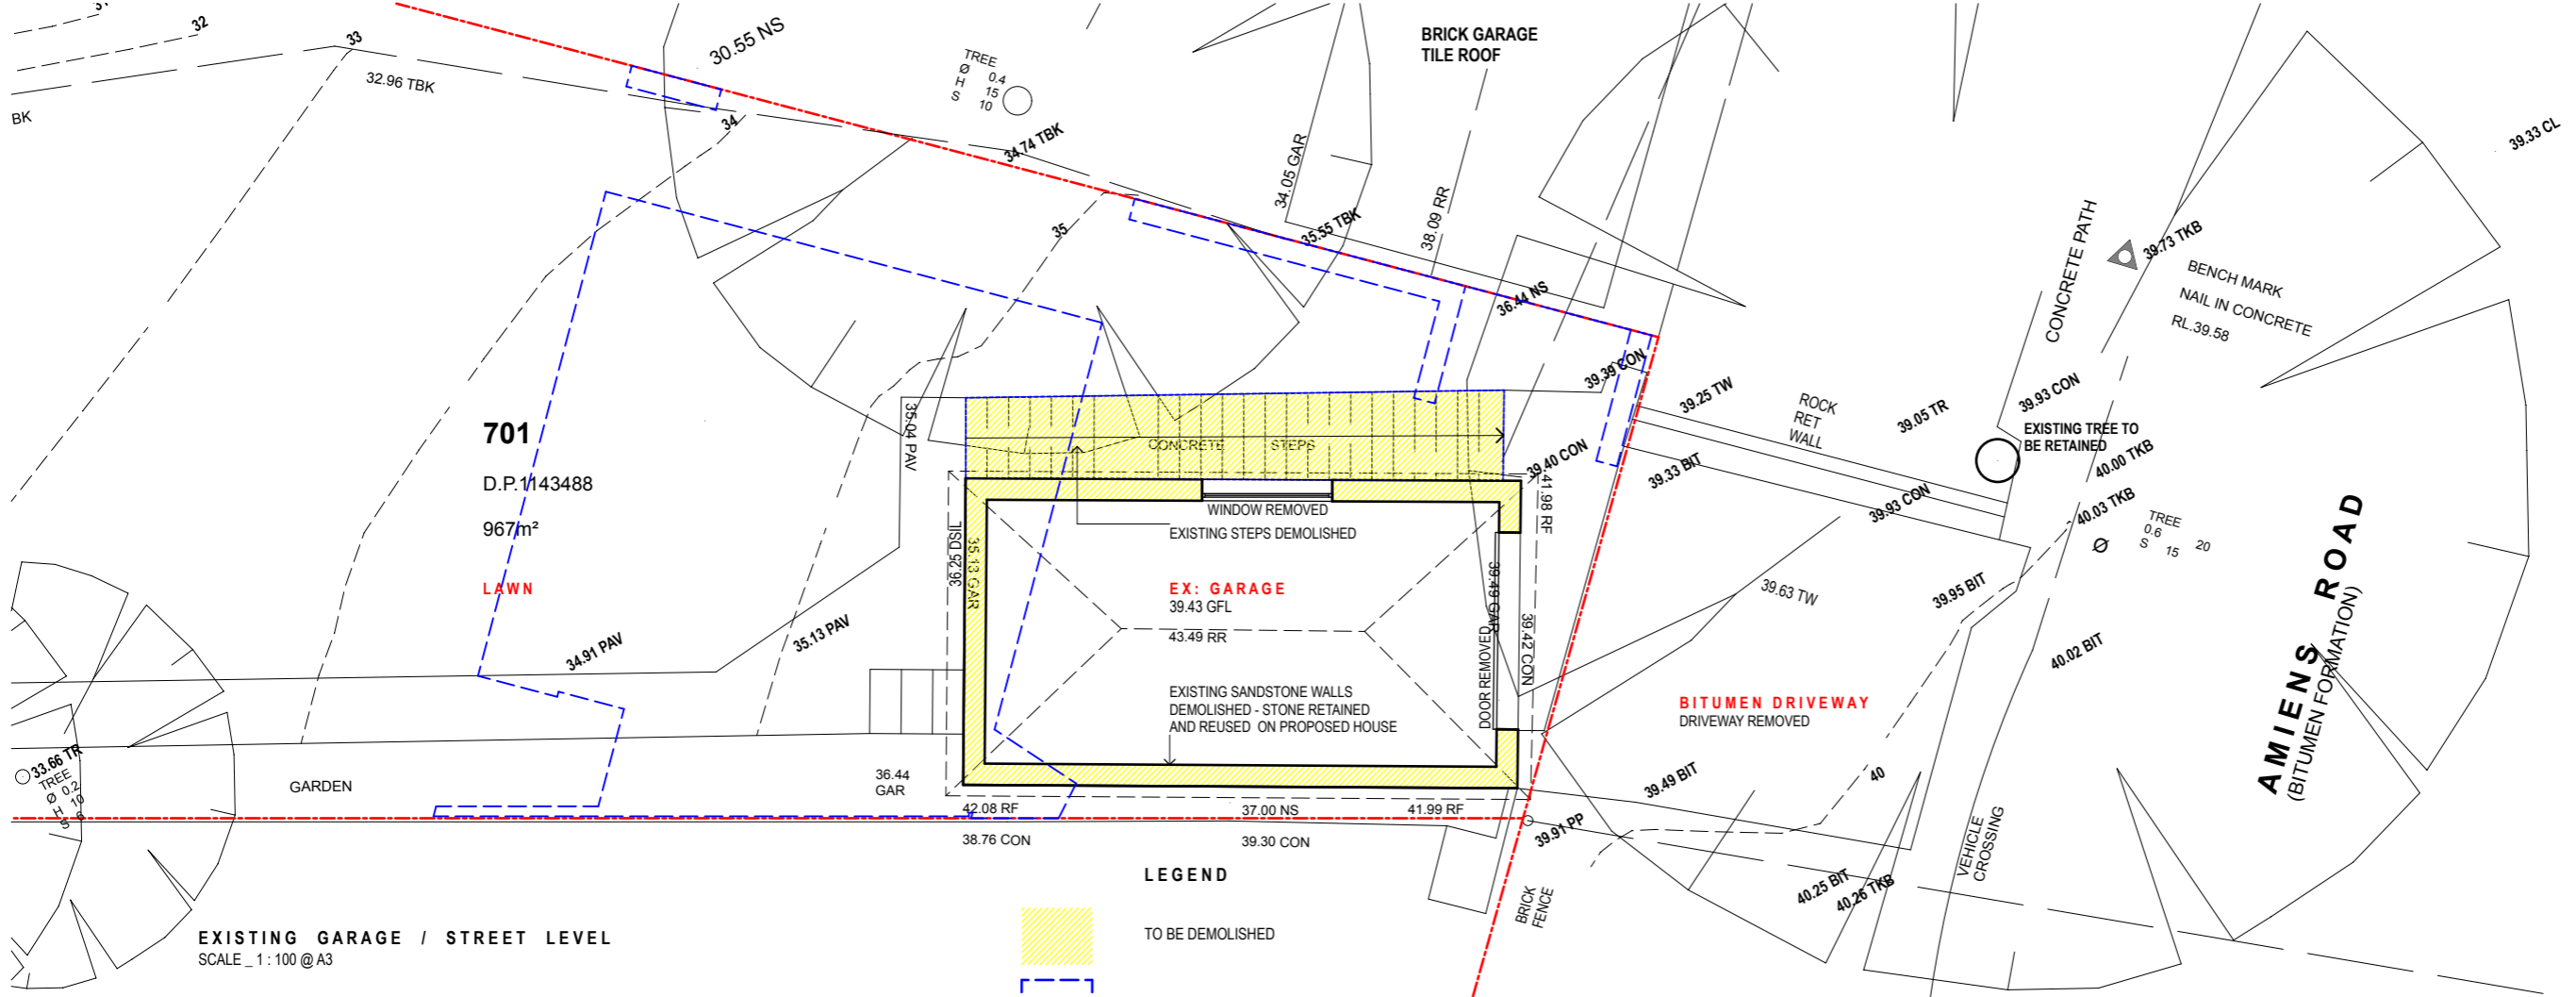 32
33
32.96 TBK
BK
30.55 NS
34
TREE
Ø 0.4
H 15
S 10
34.74 TBK
35
BRICK GARAGE
TILE ROOF
34.05 GAR
35.55 TBK
38.09 RR
36.44 NS
39.33 CL
CONCRETE PATH
39.73 TKB
BENCH MARK
NAIL IN CONCRETE
RL.39.58
39.39 CON
39.25 TW
ROCK
RET
WALL
39.05 TR
39.93 CON
EXISTING TREE TO
BE RETAINED
40.00 TKB
40.03 TKB
TREE
Ø 0.6 20
S 15
39.40 CON
39.33 BIT
39.93 CON
701
D.P.1143488
967m²
LAWN
35.04 PAV
CONCRETE STEPS
41.98 RF
WINDOW REMOVED
EXISTING STEPS DEMOLISHED
36.25 DSL
35.13 GAR
EX: GARAGE
39.43 GFL
43.49 RR
39.49 GAR
39.42 CON
DOOR REMOVED
39.63 TW
39.95 BIT
40.02 BIT
AMIENS ROAD
(BITUMEN FORMATION)
34.91 PAV
35.13 PAV
EXISTING SANDSTONE WALLS
DEMOLISHED - STONE RETAINED
AND REUSED ON PROPOSED HOUSE
BITUMEN DRIVEWAY
DRIVEWAY REMOVED
33.66 TR
TREE
Ø 0.2
H 10
S 6
GARDEN
36.44
GAR
42.08 RF
37.00 NS
41.99 RF
38.76 CON
39.30 CON
39.91 PP
39.49 BIT
40
VEHICLE
CROSSING
40.25 BIT
40.26 TKB
BRICK
FENCE
LEGEND
TO BE DEMOLISHED
EXISTING GARAGE / STREET LEVEL
SCALE _ 1 : 100 @ A3